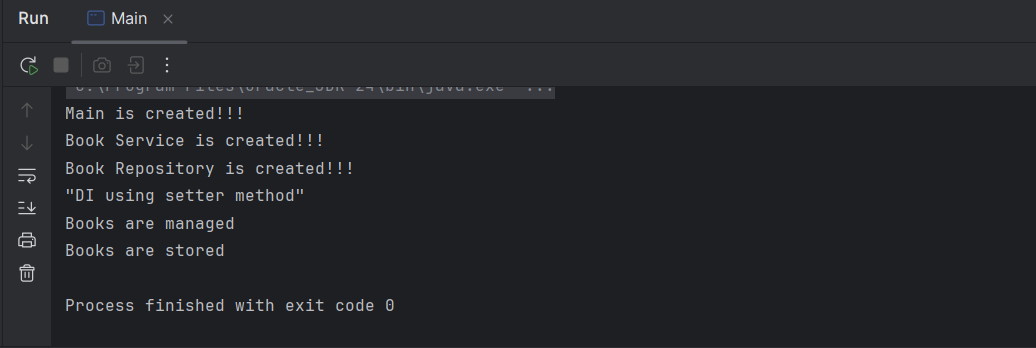 Run
Main
Main is created!!!
Book Service is created!!!
Book Repository is created!!!
"DI using setter method"
Books are managed
Books are stored
Process finished with exit code 0